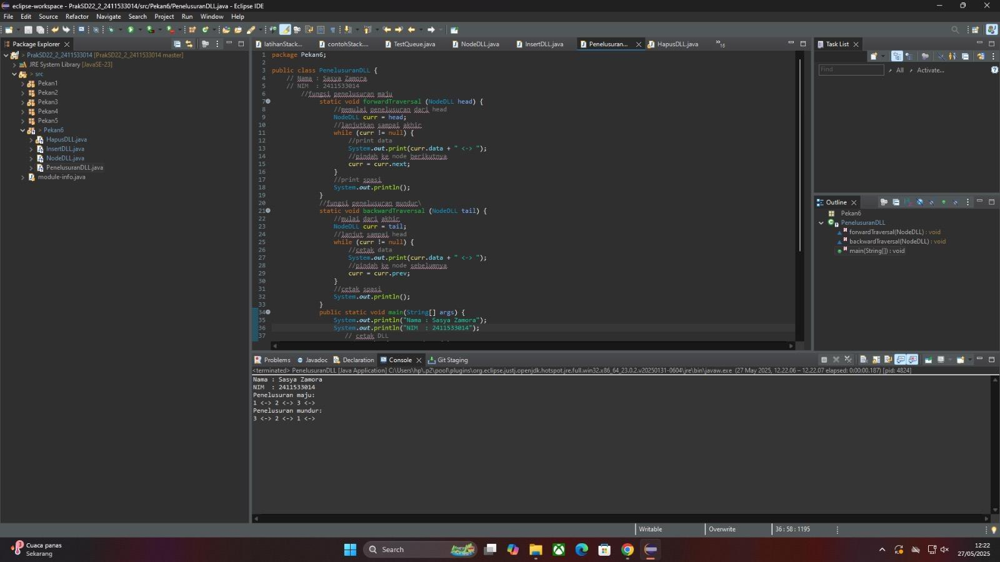 eclipse-workspace - PrakSD22_2_2411533014/src/Pekan6/PenelusuranDLL.java - Eclipse IDE
File Edit Source Refactor Navigate Search Project Run Window Help
Package Explorer
PrakSD22_2_2411533014 [PrakSD22_2_2411533014 master]
JRE System Library [JavaSE-23]
> src
Pekan1
Pekan2
Pekan3
Pekan4
Pekan5
> Pekan6
HapusDLL.java
InsertDLL.java
NodeDLL.java
PenelusuranDLL.java
module-info.java
latihanStack... contohStack.... TestQueue.java NodeDLL.java InsertDLL.java Penelusuran... HapusDLL.java »16
1 package Pekan6;
2
3 public class PenelusuranDLL {
4 // Nama : Sasya Zamora
5 // NIM  : 2411533014
6 //fungsi penelusuran maju
7 static void forwardTraversal (NodeDLL head) {
8 //memulai penelusuran dari head
9 NodeDLL curr = head;
10 //lanjutkan sampai akhir
11 while (curr != null) {
12 //print data
13 System.out.print(curr.data + " <-> ");
14 //pindah ke node berikutnya
15 curr = curr.next;
16 }
17 //print spasi
18 System.out.println();
19 }
20 //fungsi penelusuran mundur\
21 static void backwardTraversal (NodeDLL tail) {
22 //mulai dari akhir
23 NodeDLL curr = tail;
24 //lanjut sampai head
25 while (curr != null) {
26 //cetak data
27 System.out.print(curr.data + " <-> ");
28 //pindah ke node sebelumnya
29 curr = curr.prev;
30 }
31 //cetak spasi
32 System.out.println();
33 }
34 public static void main(String[] args) {
35 System.out.println("Nama : Sasya Zamora");
36 System.out.println("NIM  : 2411533014");
37 // cetak DLL
Task List
Find All Activate...
Outline
Pekan6
PenelusuranDLL
forwardTraversal(NodeDLL) : void
backwardTraversal(NodeDLL) : void
main(String[]) : void
Problems Javadoc Declaration Console Git Staging
<terminated> PenelusuranDLL [Java Application] C:\Users\hp\.p2\pool\plugins\org.eclipse.justj.openjdk.hotspot.jre.full.win32.x86_64_23.0.2.v20250131-0604\jre\bin\javaw.exe (27 May 2025, 12.22.06 – 12.22.07 elapsed: 0:00:00.187) [pid: 4824]
Nama : Sasya Zamora
NIM  : 2411533014
Penelusuran maju:
1 <-> 2 <-> 3 <->
Penelusuran mundur:
3 <-> 2 <-> 1 <->
Writable Overwrite 36 : 58 : 1195
3 Cuaca panas
Sekarang
Search
12:22
27/05/2025